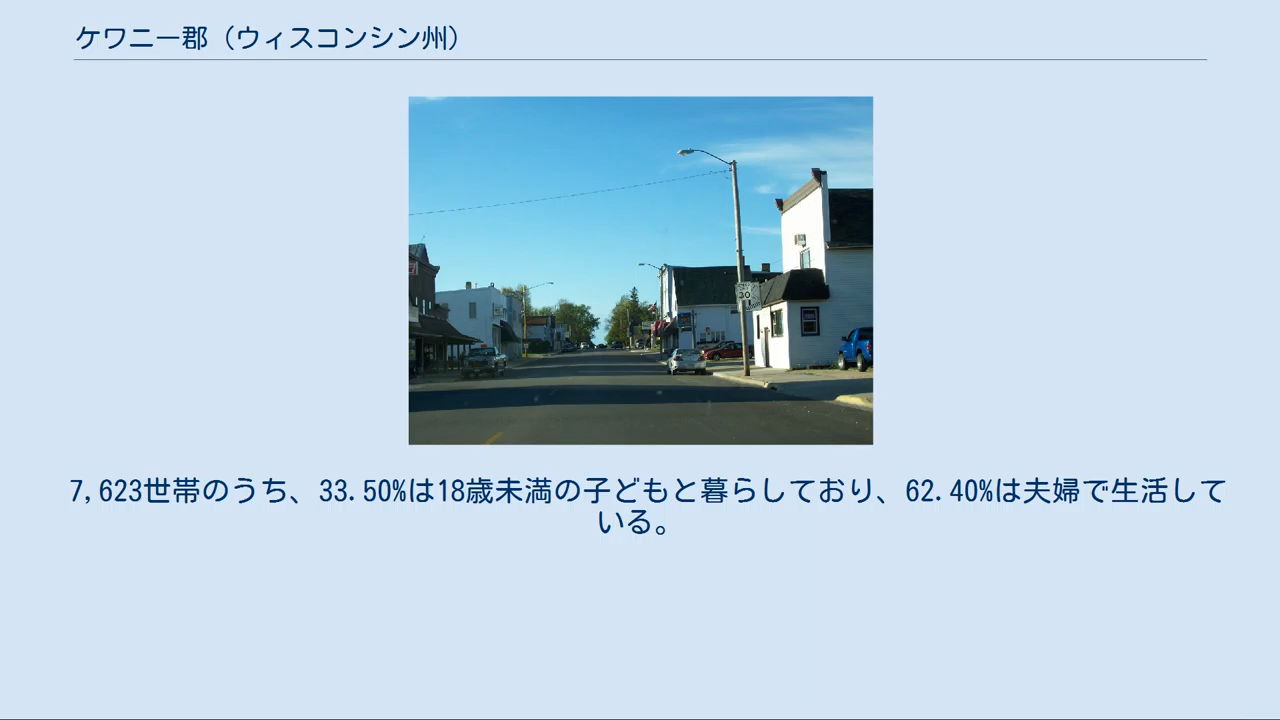 ケワニー郡（ウィスコンシン州）
30
7,623世帯のうち、33.50%は18歳未満の子どもと暮らしており、62.40%は夫婦で生活して
いる。